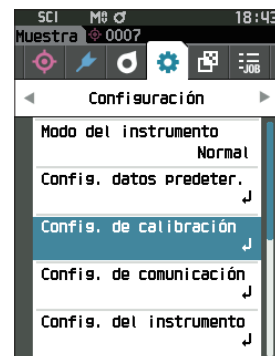 SCI M0 18:43
Muestra 0007
-JOB
Configuración
Modo del instrumento
Normal
Config. datos predeter.
Config. de calibración
Config. de comunicación
Config. del instrumento